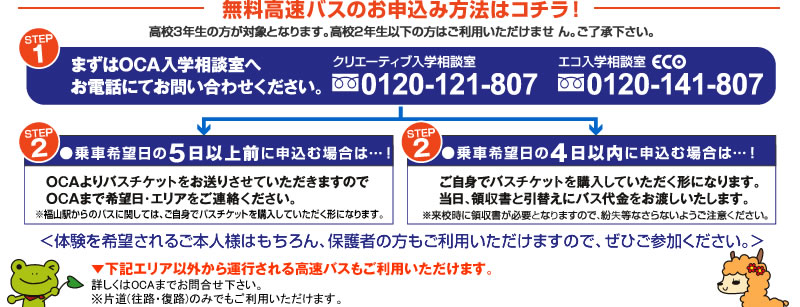 無料高速バスのお申込み方法はコチラ!
高校3年生の方が対象となります。高校2年生以下の方はご利用いただけませ ん。ご了承下さい。
STEP
1
まずはOCA入学相談室へ
お電話にてお問い合わせください。
クリエーティブ入学相談室
0120-121-807
エコ入学相談室 ECO
0120-141-807
STEP
2
●乗車希望日の5日以上前に申込む場合は…!
OCAよりバスチケットをお送りさせていただきますので
OCAまで希望日・エリアをご連絡ください。
※福山駅からのバスに関しては、ご自身でバスチケットを購入していただく形になります。
STEP
2
●乗車希望日の4日以内に申込む場合は…!
ご自身でバスチケットを購入していただく形になります。
当日、領収書と引替えにバス代金をお渡しいたします。
※来校時に領収書が必要となりますので、紛失等なさらないようご注意ください。
<体験を希望されるご本人様はもちろん、保護者の方もご利用いただけますので、ぜひご参加ください。>
▼下記エリア以外から運行される高速バスもご利用いただけます。
詳しくはOCAまでお問合せ下さい。
※片道(往路・復路)のみでもご利用いただけます。